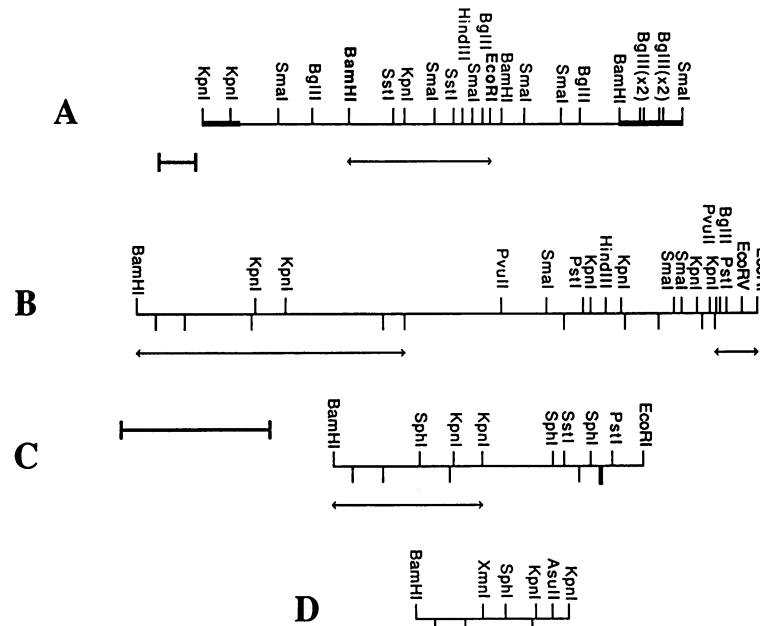 A
KpnI KpnI SmaI BglII BamHI SstI KpnI SmaI SstI HindIII SmaI BglII EcoRI BamHI SmaI SmaI BglII BamHI BglII(x2) BglII(x2) SmaI
B
BamHI KpnI KpnI PvuII SmaI PstI KpnI HindIII KpnI SmaI SmaI KpnI PvuII KpnI BglII PstI EcoRV
C
BamHI SphI KpnI KpnI SphI SstI SphI PstI EcoRI
D
BamHI XmnI SphI KpnI AsuII KpnI